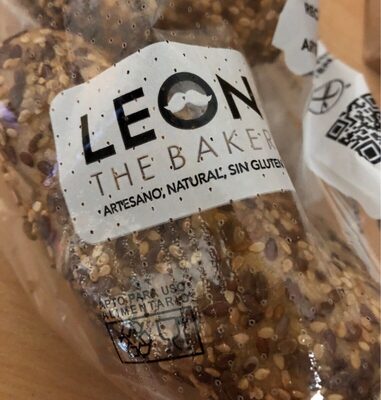 LEON
THE BAKER
ARTESANO, NATURAL, SIN GLUTEN
APTO PARA USO
ALIMENTARIO